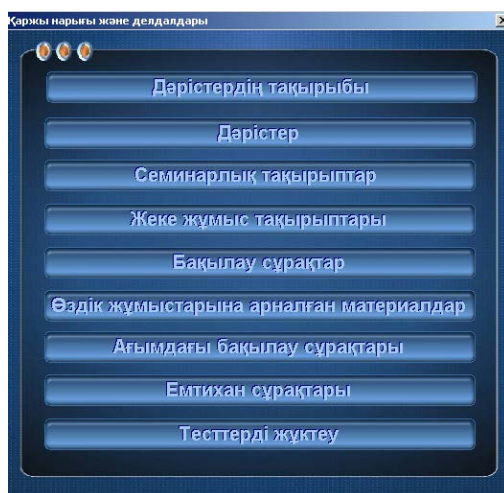 Қаржы нарығы және делдалдары
Дәрістердің тақырыбы
Дәрістер
Семинарлық тақырыптар
Жеке жұмыс тақырыптары
Бақылау сұрақтар
Өздік жұмыстарына арналған материалдар
Ағымдағы бақылау сұрақтары
Емтихан сұрақтары
Тесттерді жүктеу